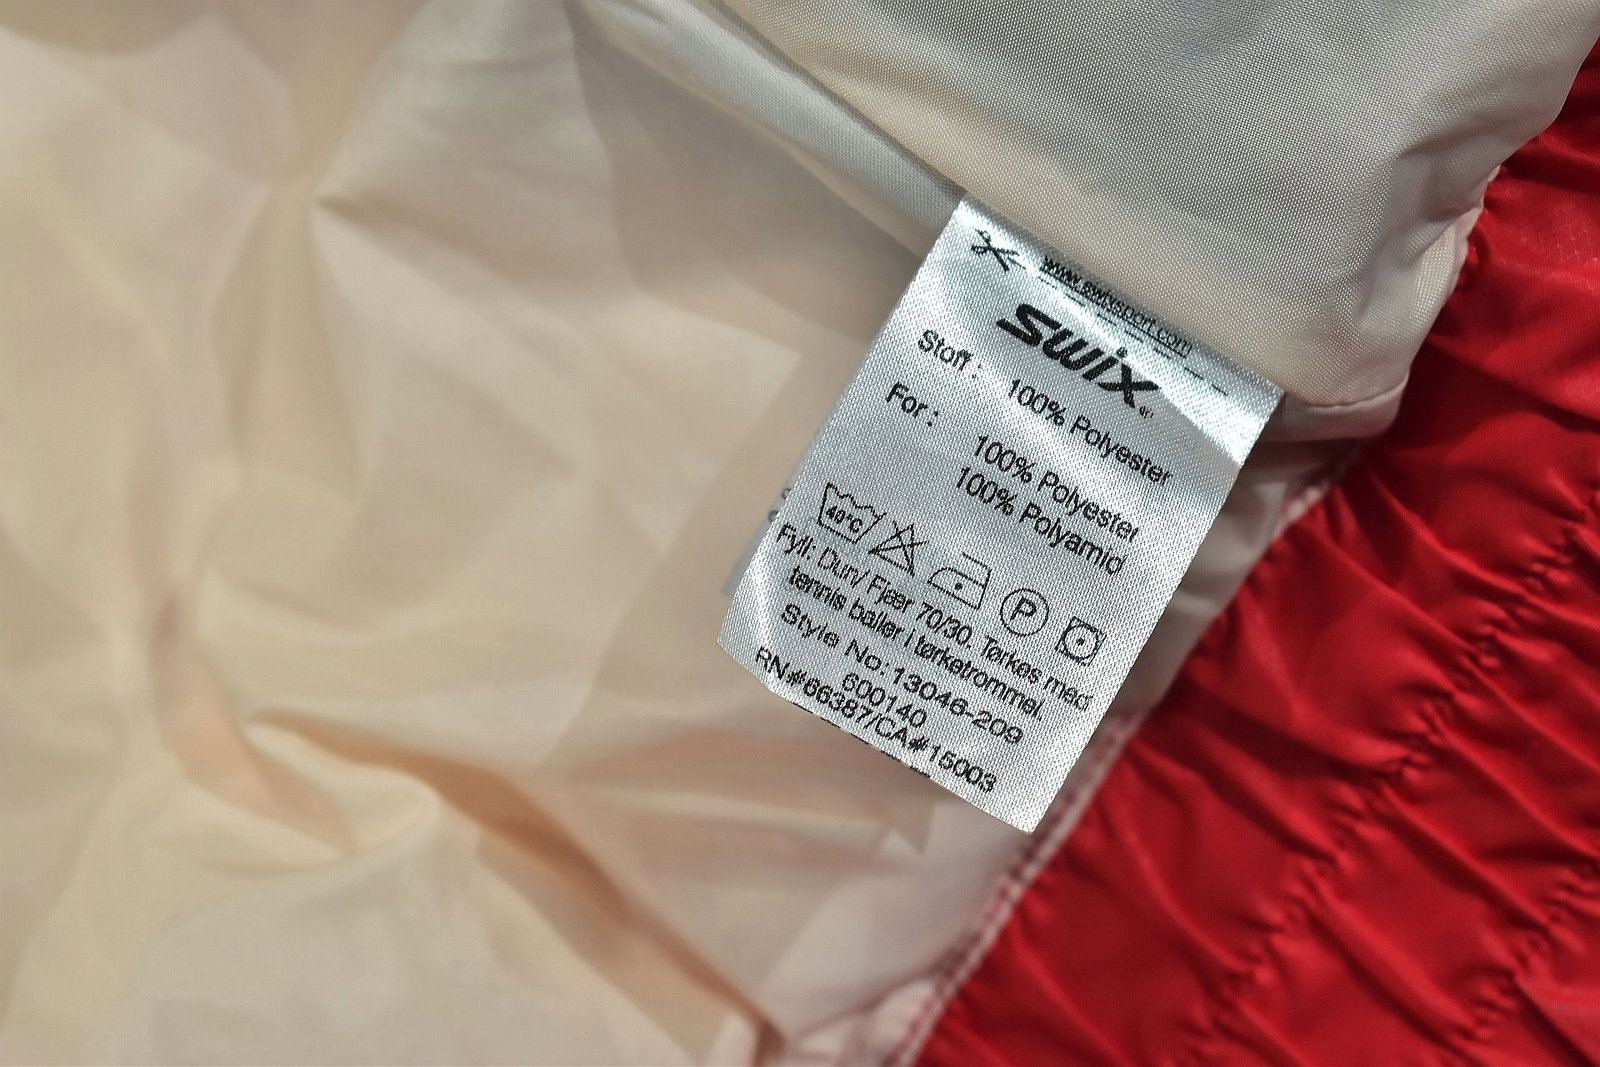 www.swixsport.com
swix
Stoff : 100% Polyester
For :
100% Polyester
100% Polyamid
40°C
P
Fyll: Dun/ Fjær 70/30. Tørkes med
tennis baller i tørketrommel.
Style No: 13046-209
600140
RN#66387/CA#15003